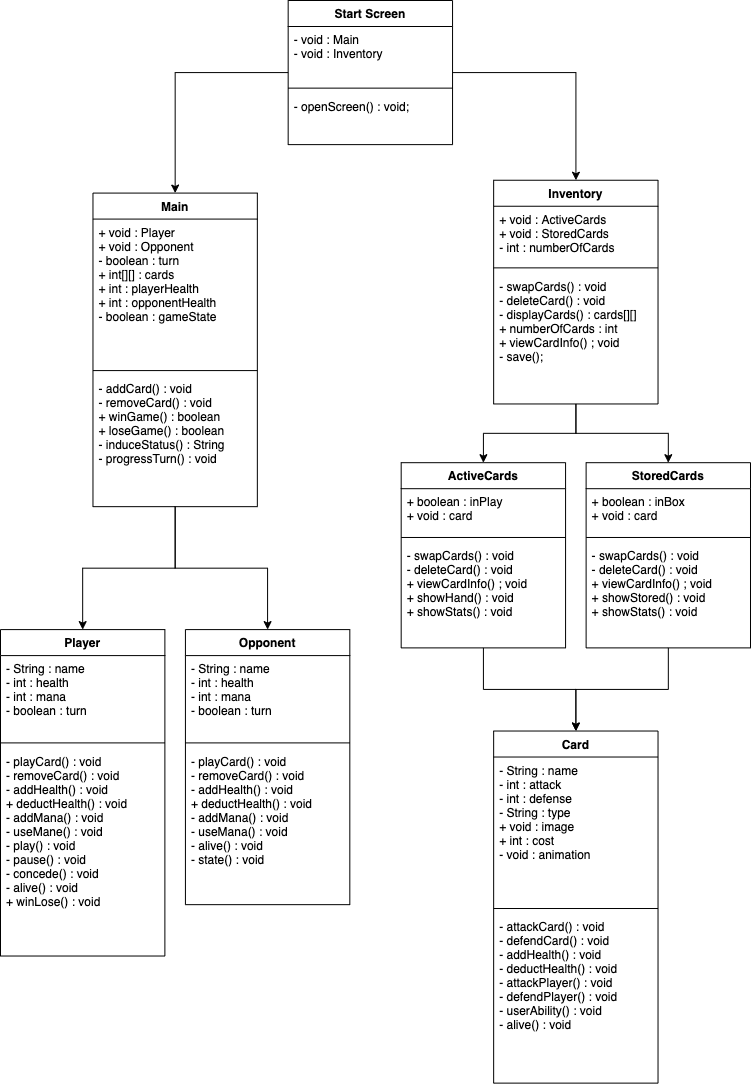 Start Screen
- void : Main
- void : Inventory
- openScreen() : void;
Main
+ void : Player
+ void : Opponent
- boolean : turn
+ int[][] : cards
+ int : playerHealth
+ int : opponentHealth
- boolean : gameState
- addCard() : void
- removeCard() : void
+ winGame() : boolean
+ loseGame() : boolean
- induceStatus() : String
- progressTurn() : void
Inventory
+ void : ActiveCards
+ void : StoredCards
- int : numberOfCards
- swapCards() : void
- deleteCard() : void
- displayCards() : cards[][]
+ numberOfCards : int
+ viewCardInfo() ; void
- save();
ActiveCards
+ boolean : inPlay
+ void : card
- swapCards() : void
- deleteCard() : void
+ viewCardInfo() ; void
+ showHand() : void
+ showStats() : void
StoredCards
+ boolean : inBox
+ void : card
- swapCards() : void
- deleteCard() : void
+ viewCardInfo() ; void
+ showStored() : void
+ showStats() : void
Player
- String : name
- int : health
- int : mana
- boolean : turn
- playCard() : void
- removeCard() : void
- addHealth() : void
+ deductHealth() : void
- addMana() : void
- useMane() : void
- play() : void
- pause() : void
- concede() : void
- alive() : void
+ winLose() : void
Opponent
- String : name
- int : health
- int : mana
- boolean : turn
- playCard() : void
- removeCard() : void
- addHealth() : void
+ deductHealth() : void
- addMana() : void
- useMana() : void
- alive() : void
- state() : void
Card
- String : name
- int : attack
- int : defense
- String : type
+ void : image
+ int : cost
- void : animation
- attackCard() : void
- defendCard() : void
- addHealth() : void
- deductHealth() : void
- attackPlayer() : void
- defendPlayer() : void
- userAbility() : void
- alive() : void